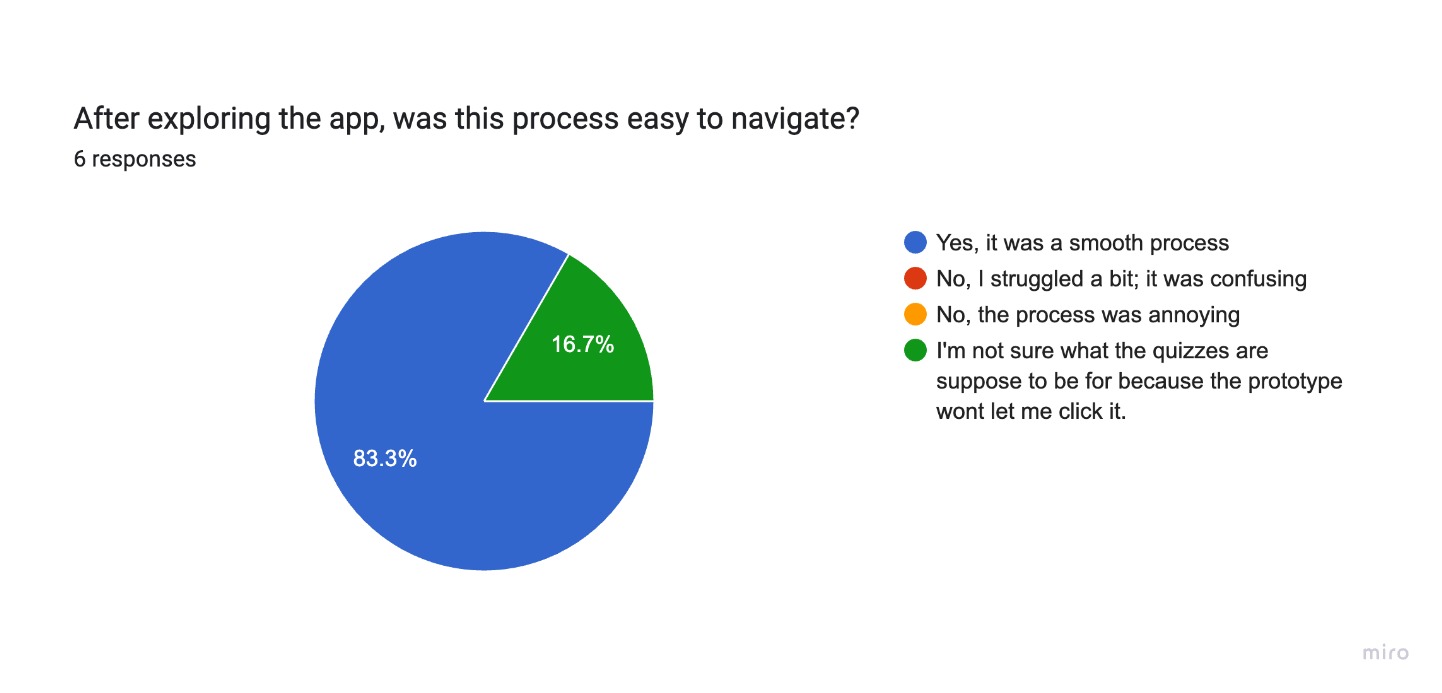 After exploring the app, was this process easy to navigate?
6 responses
Yes, it was a smooth process
No, I struggled a bit; it was confusing
No, the process was annoying
I'm not sure what the quizzes are
suppose to be for because the prototype
wont let me click it.
16.7%
83.3%
miro